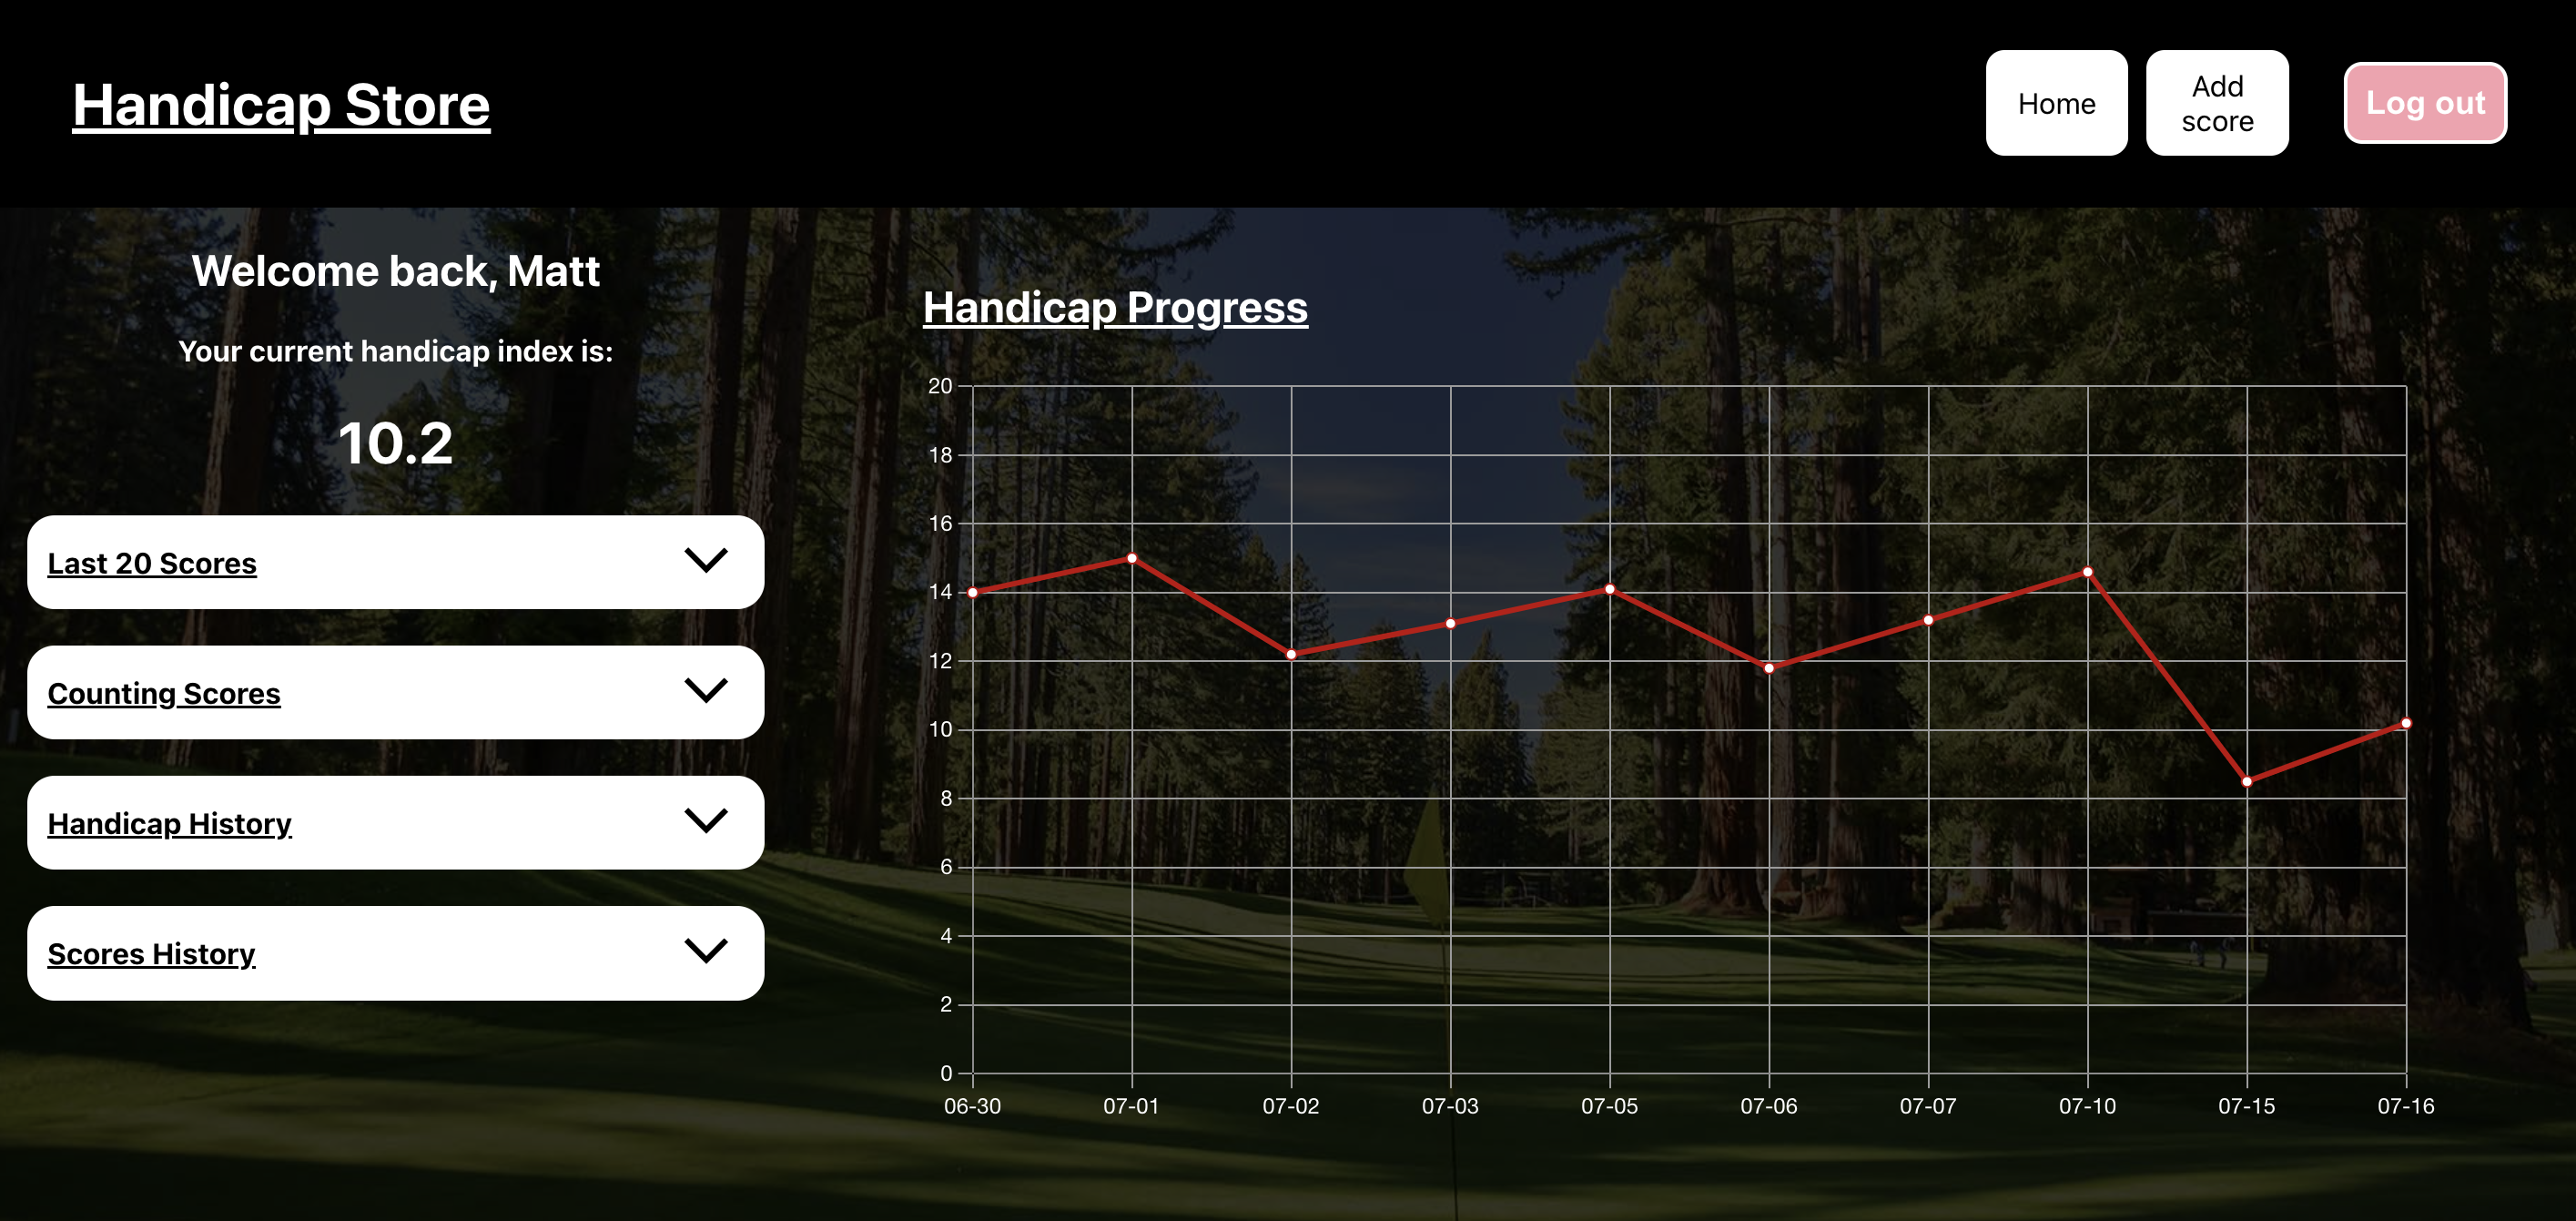 Handicap Store
Home
Add
score
Log out
Welcome back, Matt
Your current handicap index is:
10.2
Last 20 Scores
Counting Scores
Handicap History
Scores History
Handicap Progress
20
18
16
14
12
10
8
6
4
2
0
06-30 07-01 07-02 07-03 07-05 07-06 07-07 07-10 07-15 07-16